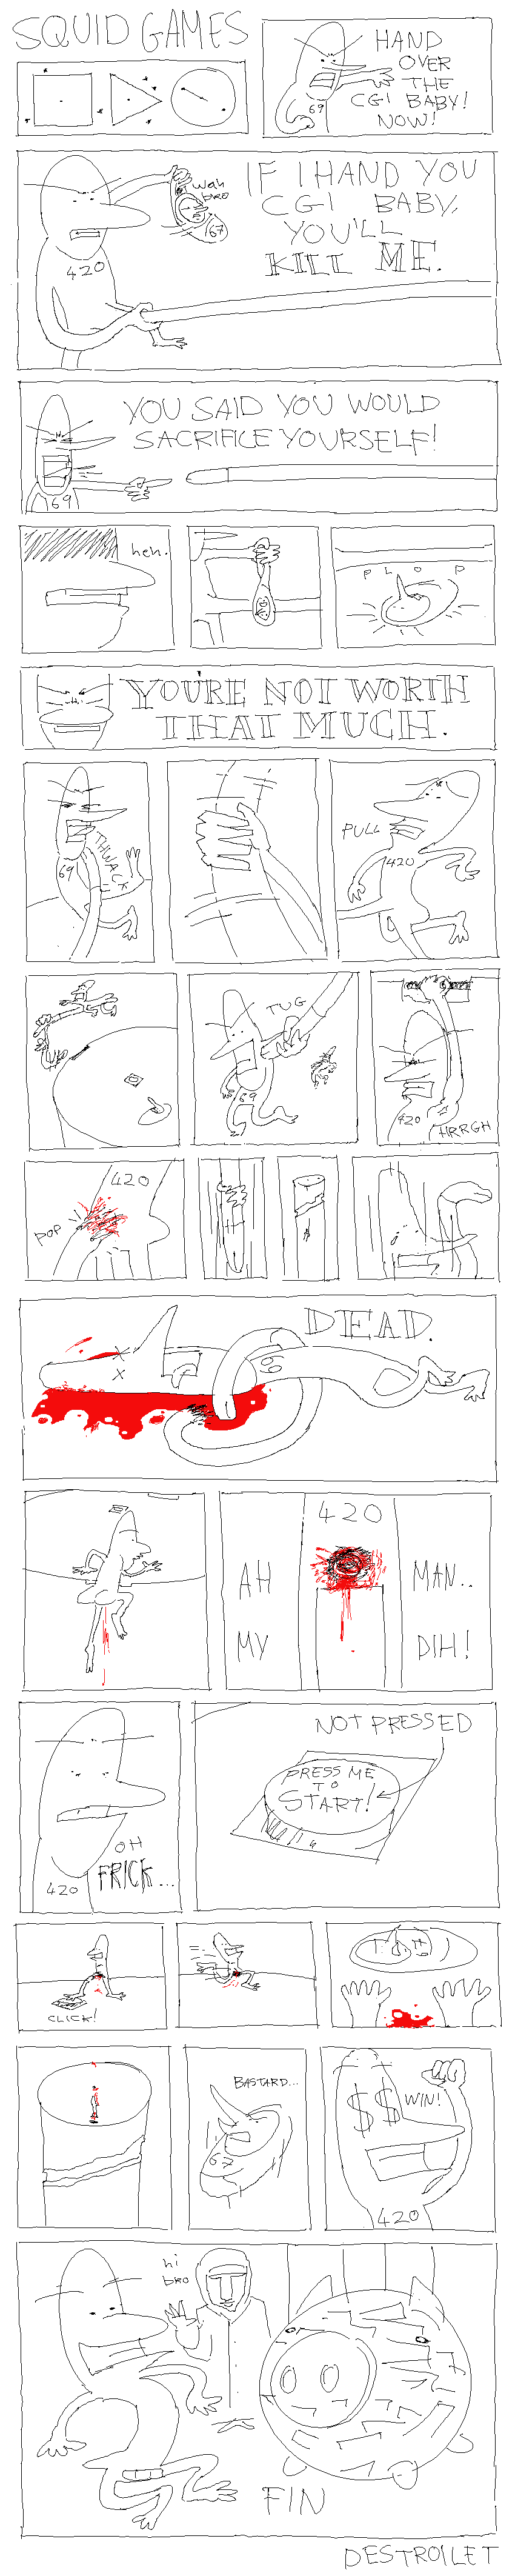 SQUID GAMES
HAND
OVER
THE
CGI BABY!
NOW!
69
wah
bro
67
420
IF I HAND YOU
CGI BABY,
YOU'LL
KILL ME.
YOU SAID YOU WOULD
SACRIFICE YOURSELF!
69
heh.
PLOP
YOU'RE NOT WORTH
THAT MUCH.
THWACK
69
PULL
420
TUG
69
420
HRRGH
420
POP
DEAD.
69
420
AH MAN..
MY DIH!
OH
FRICK...
420
NOT PRESSED
PRESS ME
TO
START!
CLICK!
BASTARD...
67
$$
WIN!
420
hi
bro
FIN
DESTROILET